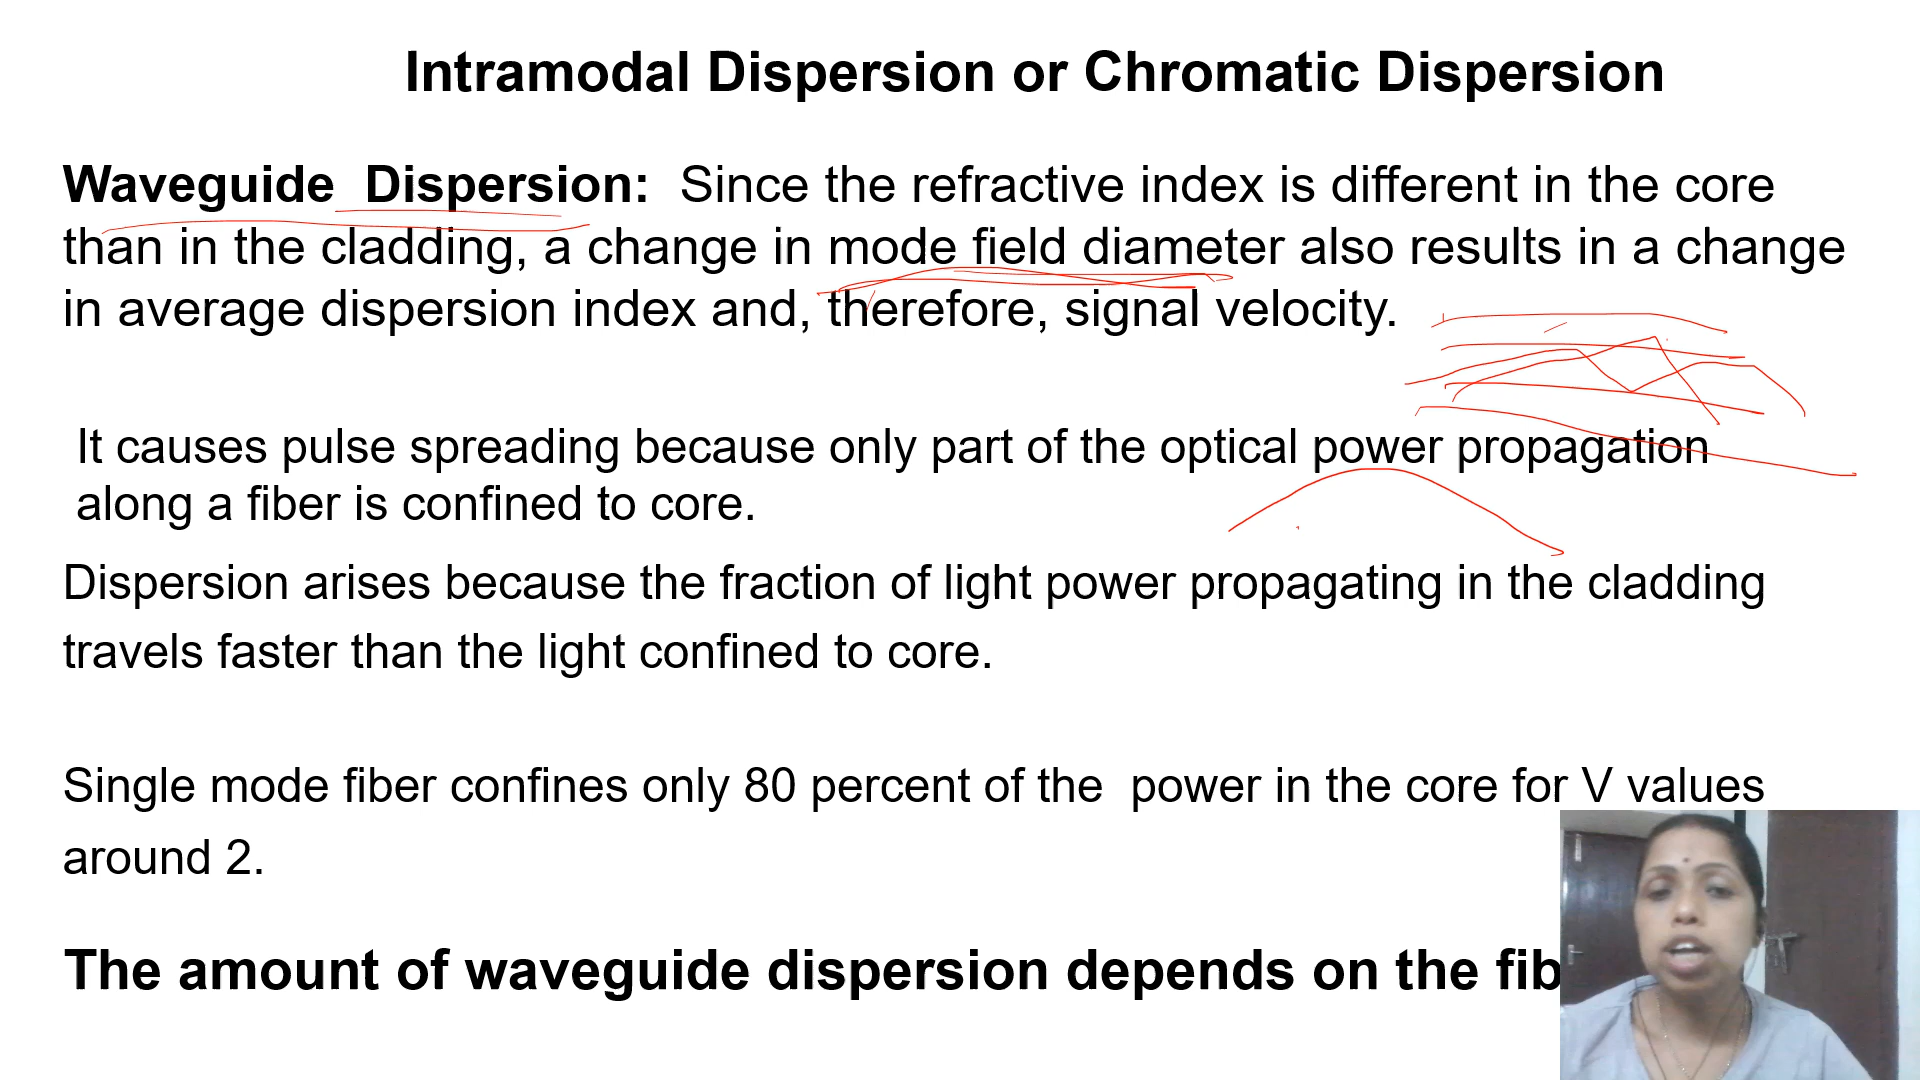 Intramodal Dispersion or Chromatic Dispersion
Waveguide Dispersion: Since the refractive index is different in the core
than in the cladding, a change in mode field diameter also results in a change
in average dispersion index and, therefore, signal velocity.
It causes pulse spreading because only part of the optical power propagation
along a fiber is confined to core.
Dispersion arises because the fraction of light power propagating in the cladding
travels faster than the light confined to core.
Single mode fiber confines only 80 percent of the power in the core for V values
around 2.
The amount of waveguide dispersion depends on the fib